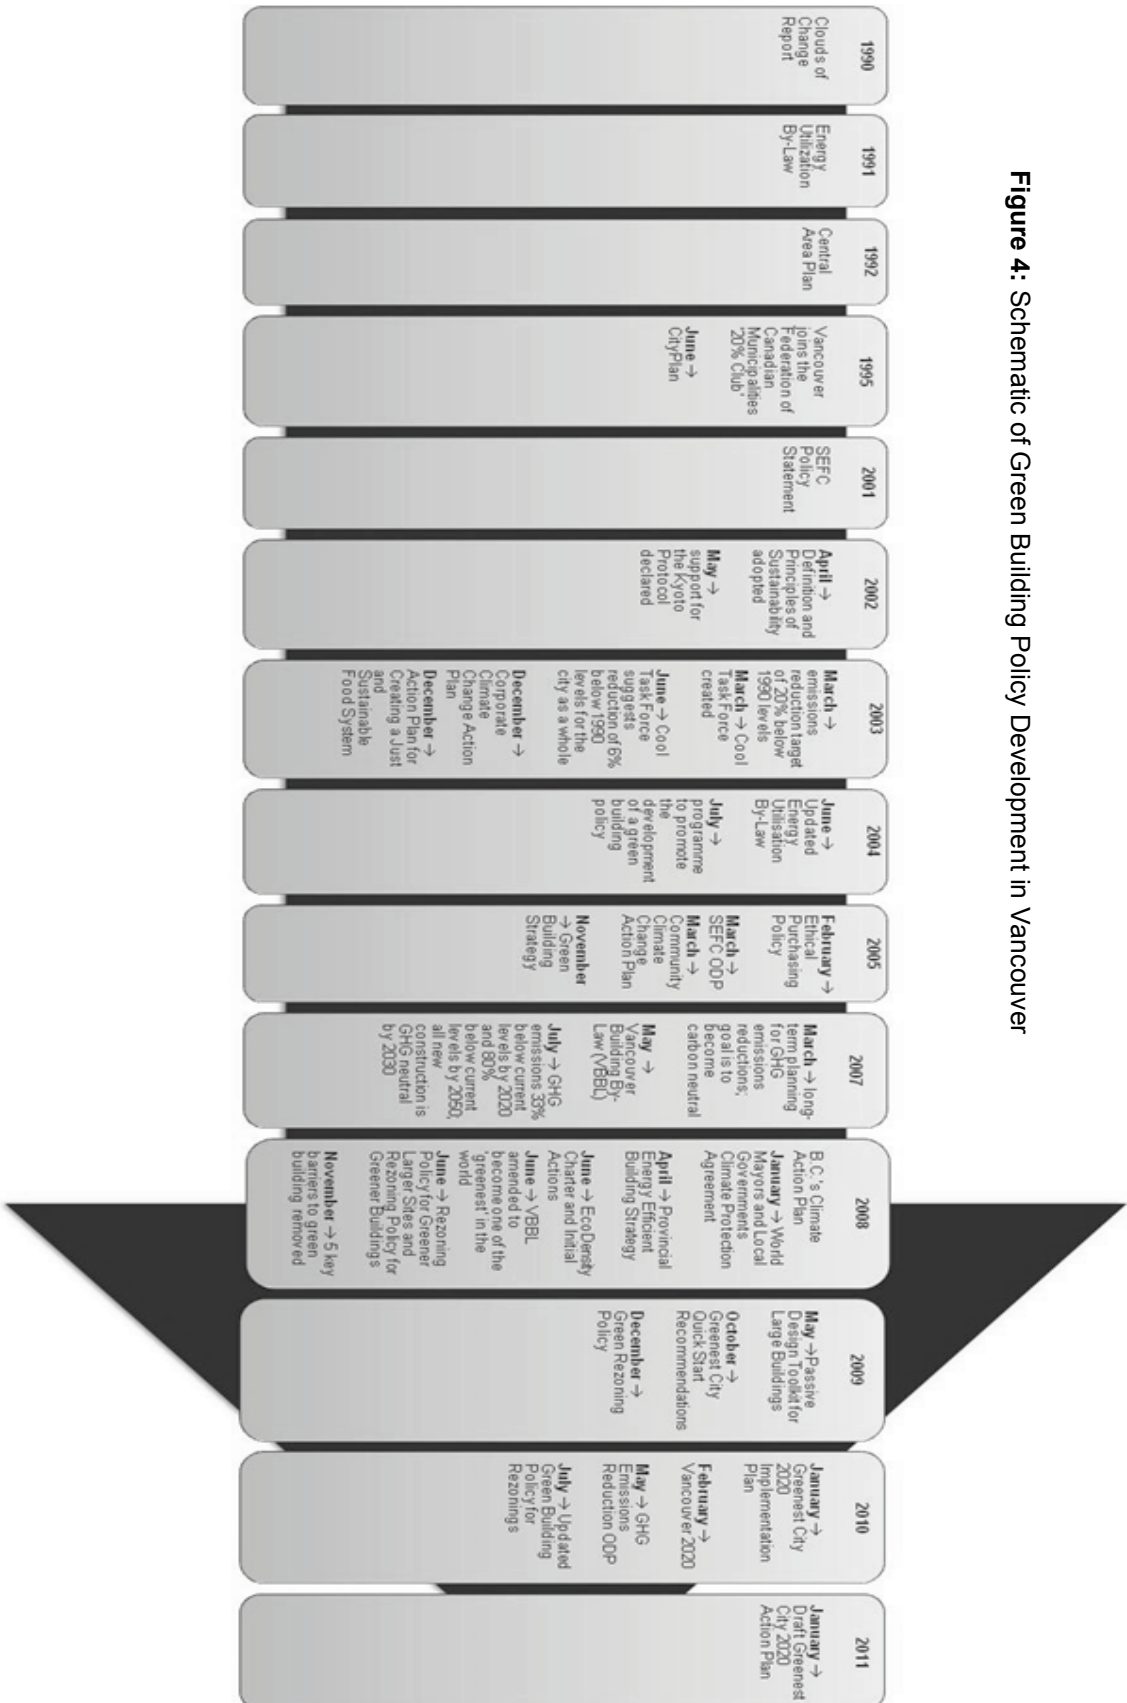 Figure 4: Schematic of Green Building Policy Development in Vancouver
1990
Clouds of
Change
Report
1991
Energy
Utilization
By-Law
1992
Central
Area Plan
1995
Vancouver
joins the
Federation of
Canadian
Municipalities
'20% Club'
June →
CityPlan
2001
SEFC
Policy
Statement
2002
April →
Definition and
Principles of
Sustainability
adopted
May →
support for
the Kyoto
Protocol
declared
2003
March →
emissions
reduction target
of 20% below
1990 levels
March → Cool
Task Force
created
June → Cool
Task Force
suggests
reduction of 6%
below 1990
levels for the
city as a whole
December →
Corporate
Climate
Change Action
Plan
December →
Action Plan for
Creating a Just
and
Sustainable
Food System
2004
June →
Updated
Energy
Utilisation
By-Law
July →
programme
to promote
the
development
of a green
building
policy
2005
February →
Ethical
Purchasing
Policy
March →
SEFC ODP
March →
Community
Climate
Change
Action Plan
November
→ Green
Building
Strategy
2007
March → long-
term planning
for GHG
emissions
reductions;
goal is to
become
carbon neutral
May →
Vancouver
Building By-
Law (VBBL)
July → GHG
emissions 33%
below current
levels by 2020
and 80%
below current
levels by 2050;
all new
construction is
GHG neutral
by 2030
2008
B.C.'s Climate
Action Plan
January → World
Mayors and Local
Governments
Climate Protection
Agreement
April → Provincial
Energy Efficient
Building Strategy
June → EcoDensity
Charter and Initial
Actions
June → VBBL
amended to
become one of the
'greenest' in the
world
June → Rezoning
Policy for Greener
Larger Sites and
Rezoning Policy for
Greener Buildings
November → 5 key
barriers to green
building removed
2009
May →Passive
Design Toolkit for
Large Buildings
October →
Greenest City
Quick Start
Recommendations
December →
Green Rezoning
Policy
2010
January →
Greenest City
2020
Implementation
Plan
February →
Vancouver 2020
May → GHG
Emissions
Reduction ODP
July → Updated
Green Building
Policy for
Rezonings
2011
January →
Draft Greenest
City 2020
Action Plan